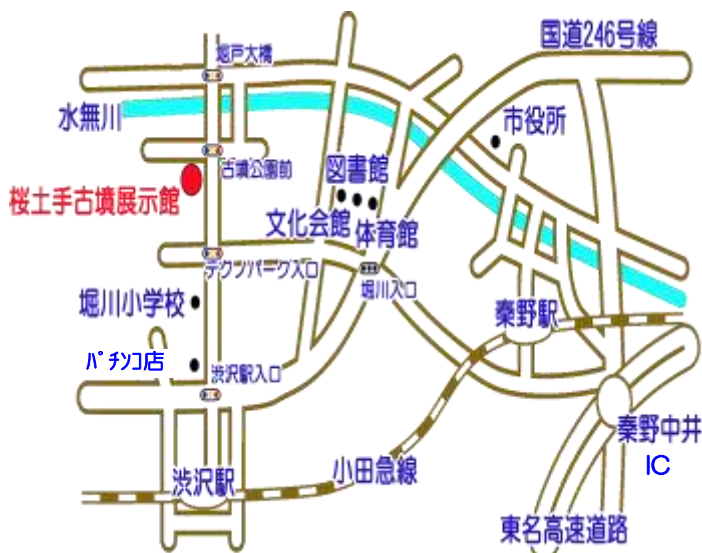 国道246号線
堀戸大橋
水無川
市役所
古墳公園前
図書館
桜土手古墳展示館
文化会館
体育館
テクノパーク入口
堀川入口
堀川小学校
秦野駅
パチンコ店
渋沢駅入口
秦野中井
IC
小田急線
渋沢駅
東名高速道路